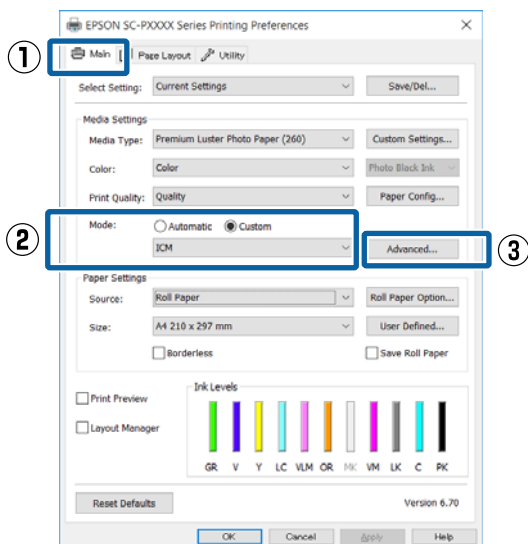 EPSON SC-PXXXX Series Printing Preferences
1
Main Page Layout Utility
Select Setting: Current Settings Save/Del...
Media Settings
Media Type: Premium Luster Photo Paper (260) Custom Settings...
Color: Color Photo Black Ink
Print Quality: Quality Paper Config...
Mode: Automatic Custom
2
ICM Advanced... 3
Paper Settings
Source: Roll Paper Roll Paper Option...
Size: A4 210 x 297 mm User Defined...
Borderless Save Roll Paper
Ink Levels
Print Preview
Layout Manager
GR V Y LC VLM OR MK VM LK C PK
Reset Defaults Version 6.70
OK Cancel Apply Help